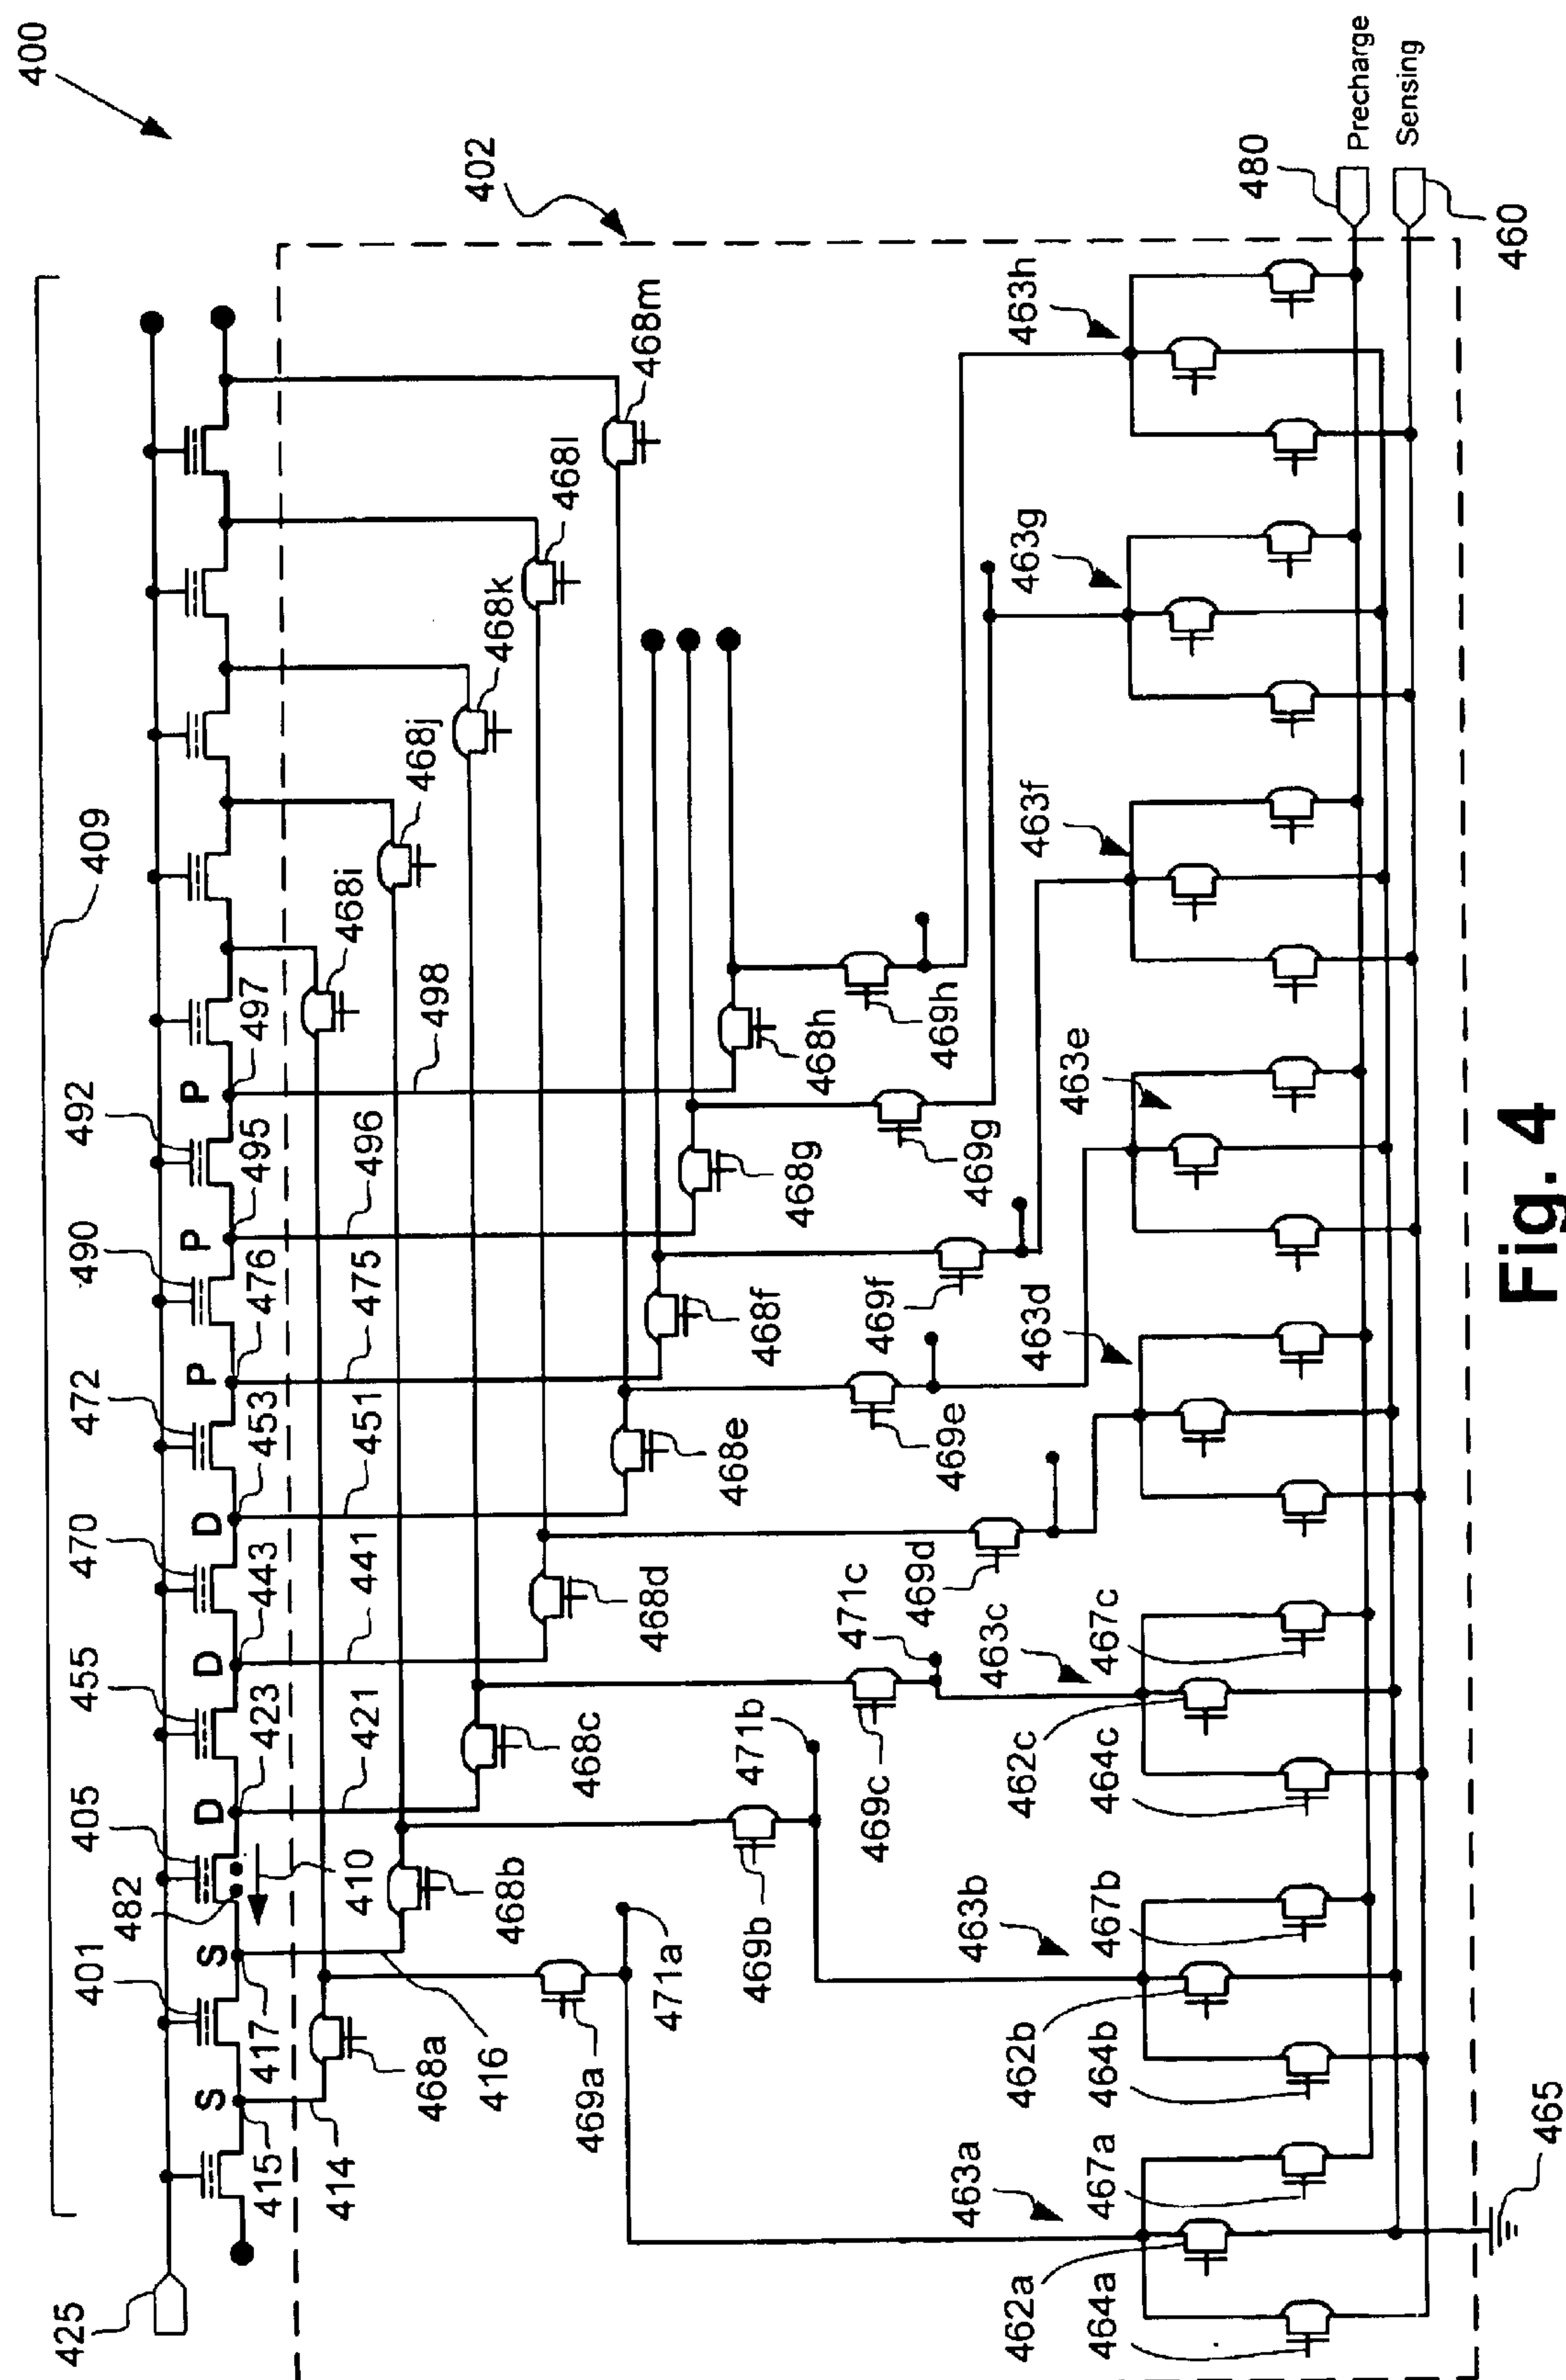 400
402
409
425
415
S
401
417
S
482
405
D
423
455
D
443
470
D
453
472
P
476
490
P
495
492
P
497
414
416
410
421
441
451
475
496
498
468a
468b
468c
468d
468e
468f
468g
468h
468i
468j
468k
468l
468m
469a
469b
469c
469d
469e
469f
469g
469h
471a
471b
471c
463a
463b
463c
463d
463e
463f
463g
463h
462a
464a
467a
462b
464b
467b
462c
464c
467c
465
480
Precharge
Sensing
460
Fig. 4